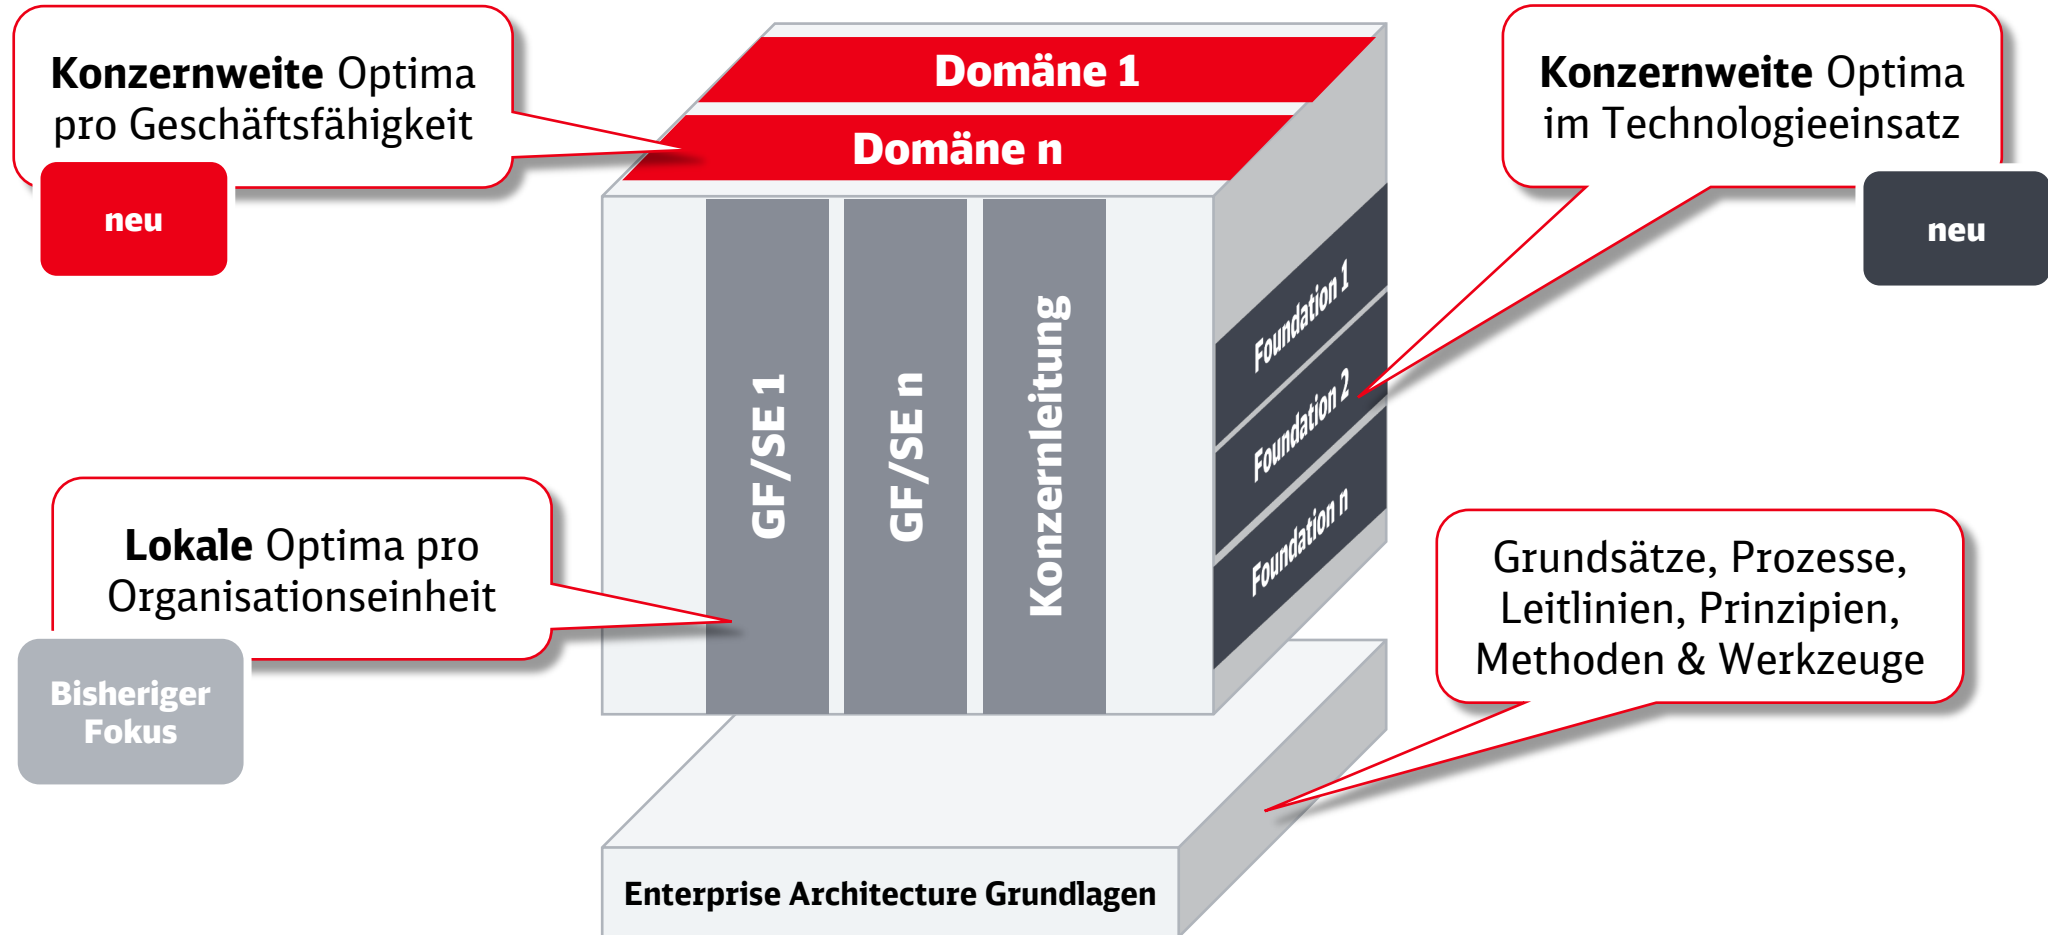 Konzernweite Optima
pro Geschäftsfähigkeit
neu
Domäne 1
Domäne n
Konzernweite Optima
im Technologieeinsatz
neu
GF/SE 1
GF/SE n
Konzernleitung
Foundation 1
Foundation 2
Foundation n
Lokale Optima pro
Organisationseinheit
Bisheriger
Fokus
Grundsätze, Prozesse,
Leitlinien, Prinzipien,
Methoden & Werkzeuge
Enterprise Architecture Grundlagen